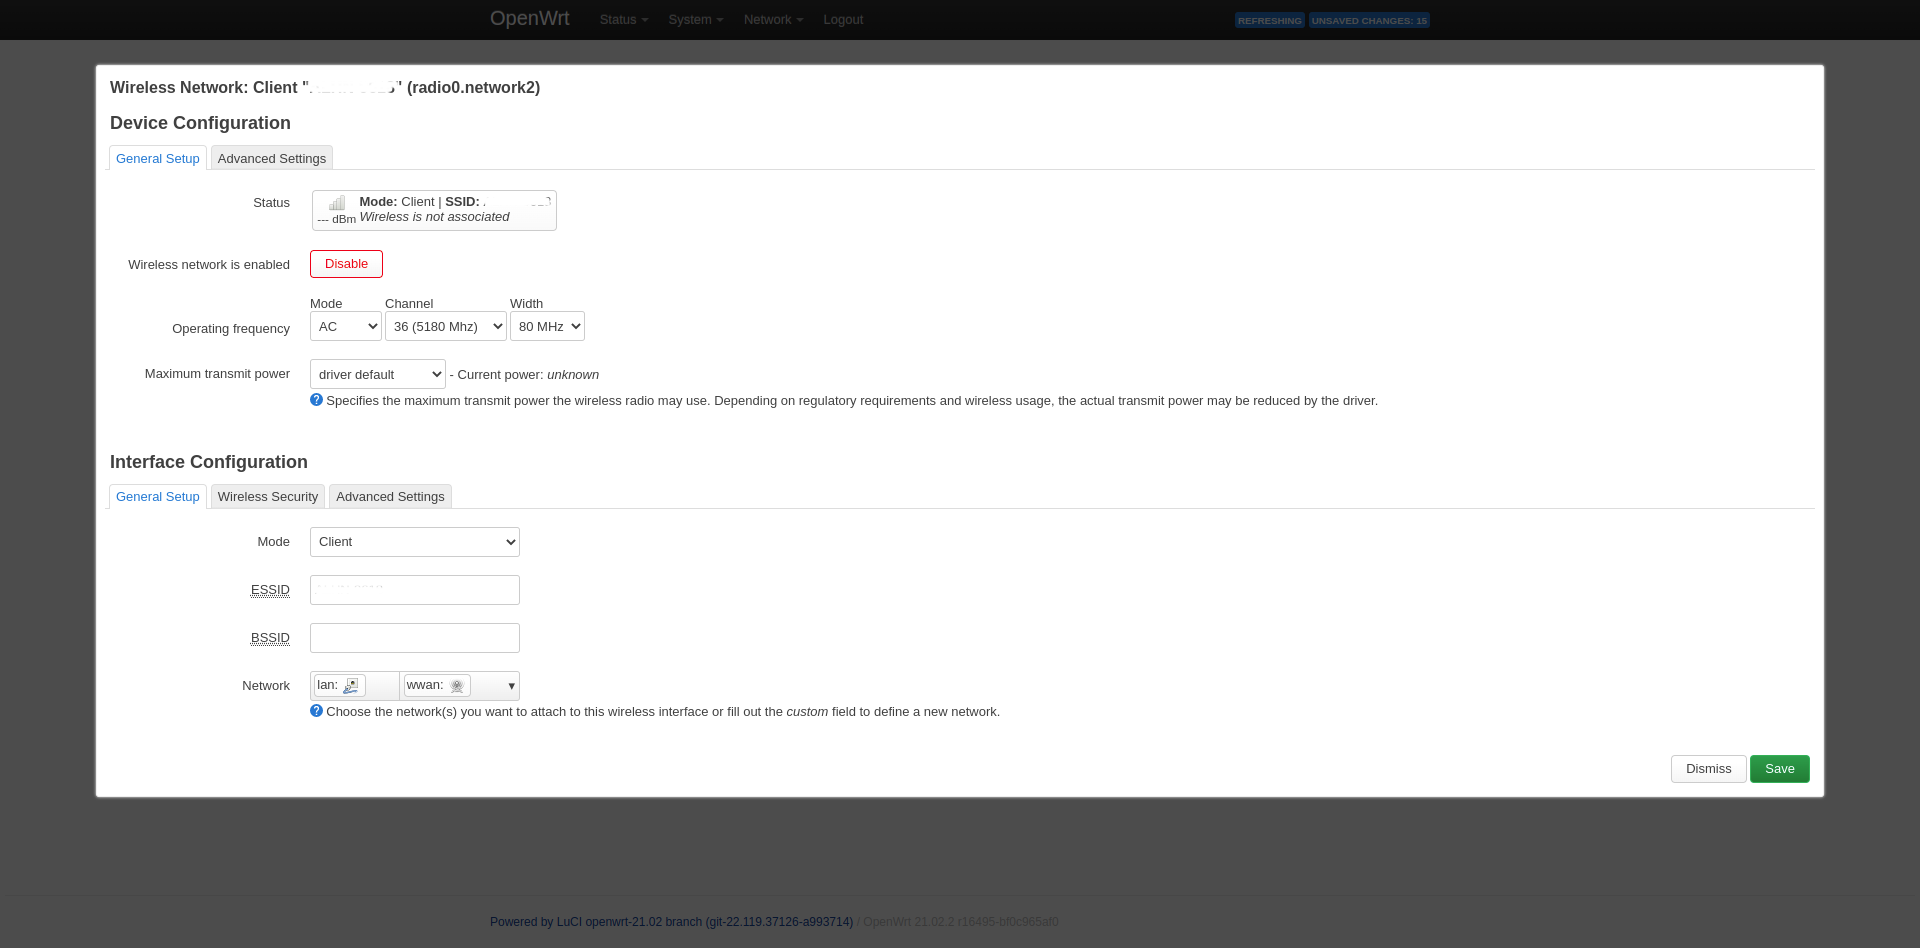 OpenWrt Status System Network Logout REFRESHING UNSAVED CHANGES: 15
Wireless Network: Client " " (radio0.network2)
Device Configuration
General Setup Advanced Settings
Status
Mode: Client | SSID:
--- dBm Wireless is not associated
Wireless network is enabled Disable
Mode Channel Width
Operating frequency AC 36 (5180 Mhz) 80 MHz
Maximum transmit power driver default - Current power: unknown
? Specifies the maximum transmit power the wireless radio may use. Depending on regulatory requirements and wireless usage, the actual transmit power may be reduced by the driver.
Interface Configuration
General Setup Wireless Security Advanced Settings
Mode Client
ESSID
BSSID
Network lan: wwan: ▾
? Choose the network(s) you want to attach to this wireless interface or fill out the custom field to define a new network.
Dismiss Save
Powered by LuCI openwrt-21.02 branch (git-22.119.37126-a993714) / OpenWrt 21.02.2 r16495-bf0c965af0